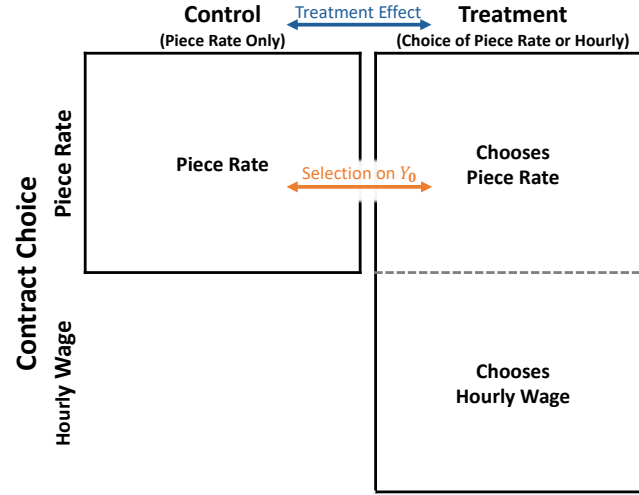 Control
Treatment Effect
Treatment
(Piece Rate Only)
(Choice of Piece Rate or Hourly)
Contract Choice
Piece Rate
Hourly Wage
Piece Rate
Selection on Y₀
Chooses
Piece Rate
Chooses
Hourly Wage